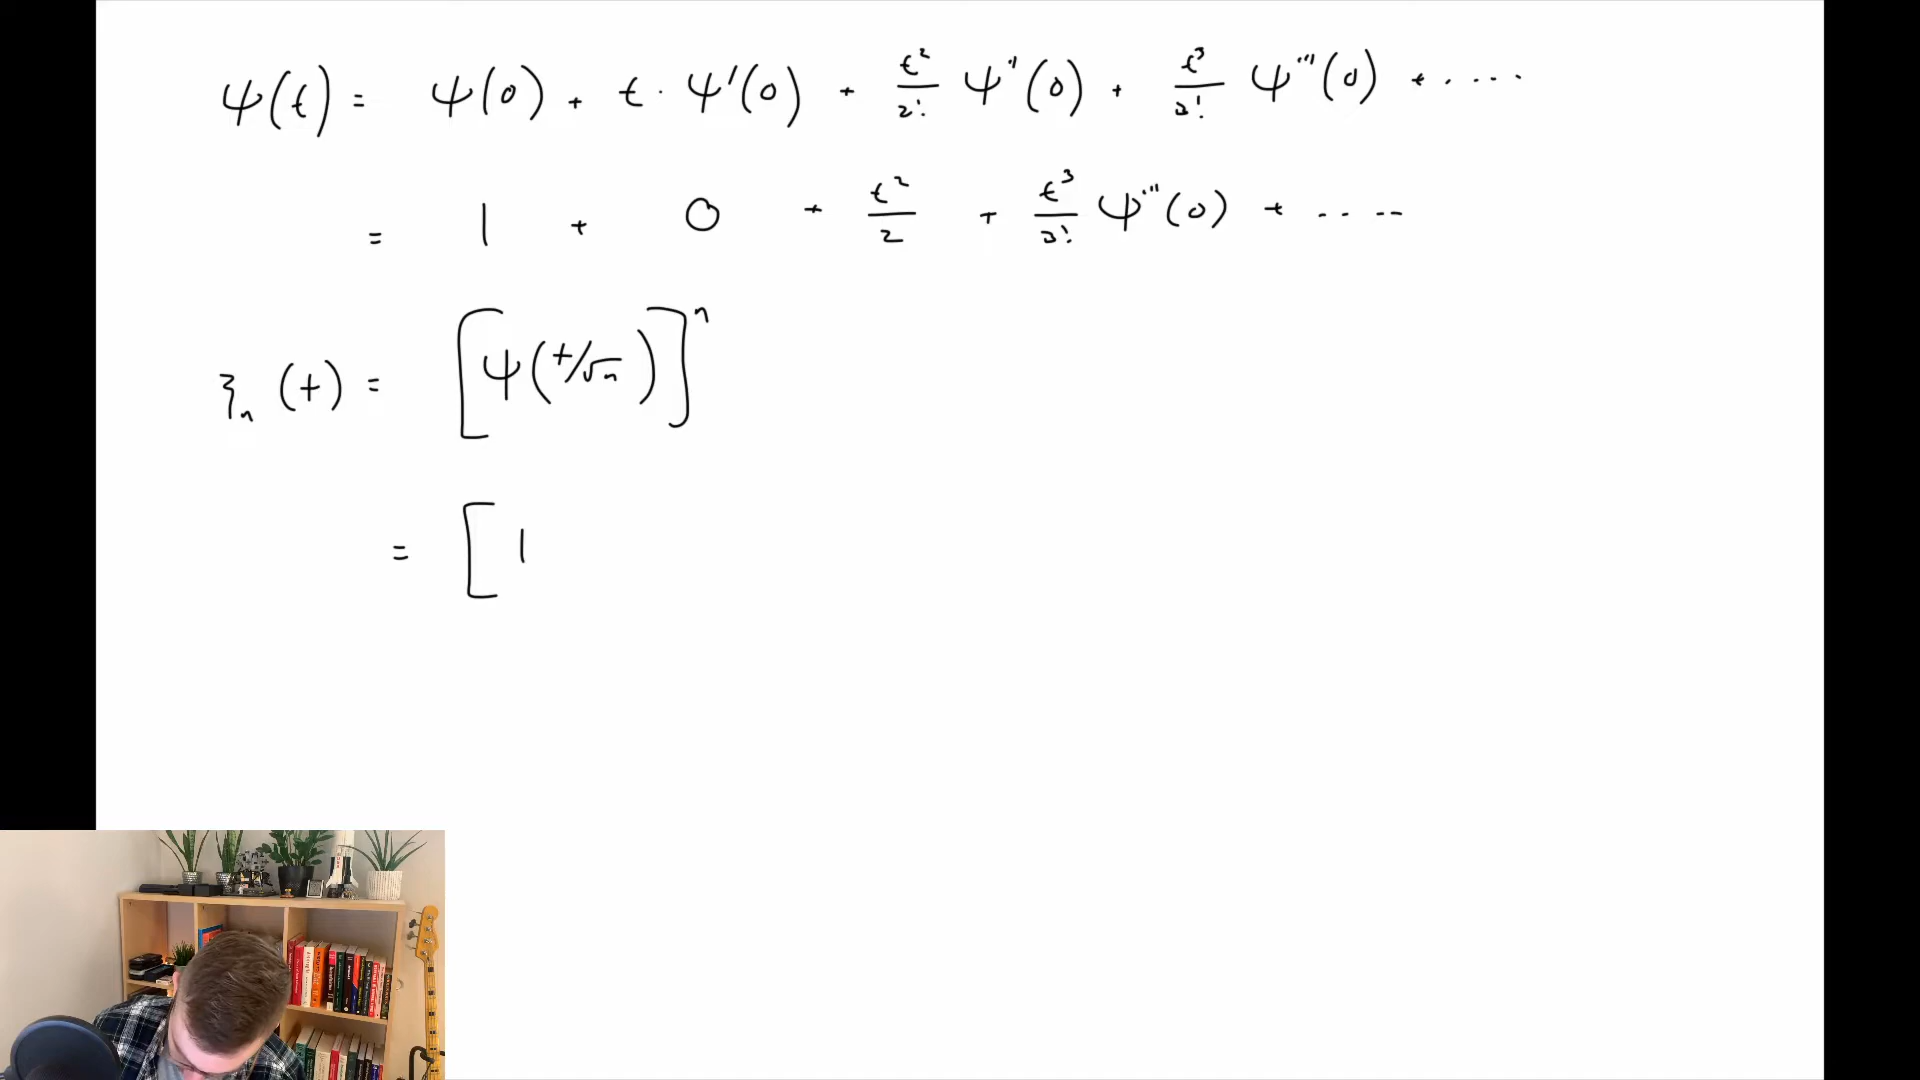 ψ(t) = ψ(0) + t · ψ'(0) + t²/2! ψ''(0) + t³/3! ψ'''(0) + ....
= 1 + 0 + t²/2 + t³/3! ψ'''(0) + ....
ξₙ(t) = [ψ(t/√n)]ⁿ
= [1